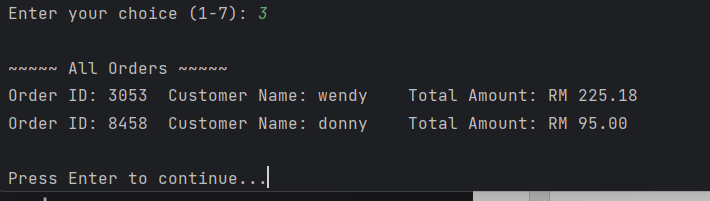 Enter your choice (1-7): 3
~~~~~ All Orders ~~~~~
Order ID: 3053  Customer Name: wendy    Total Amount: RM 225.18
Order ID: 8458  Customer Name: donny    Total Amount: RM 95.00
Press Enter to continue...